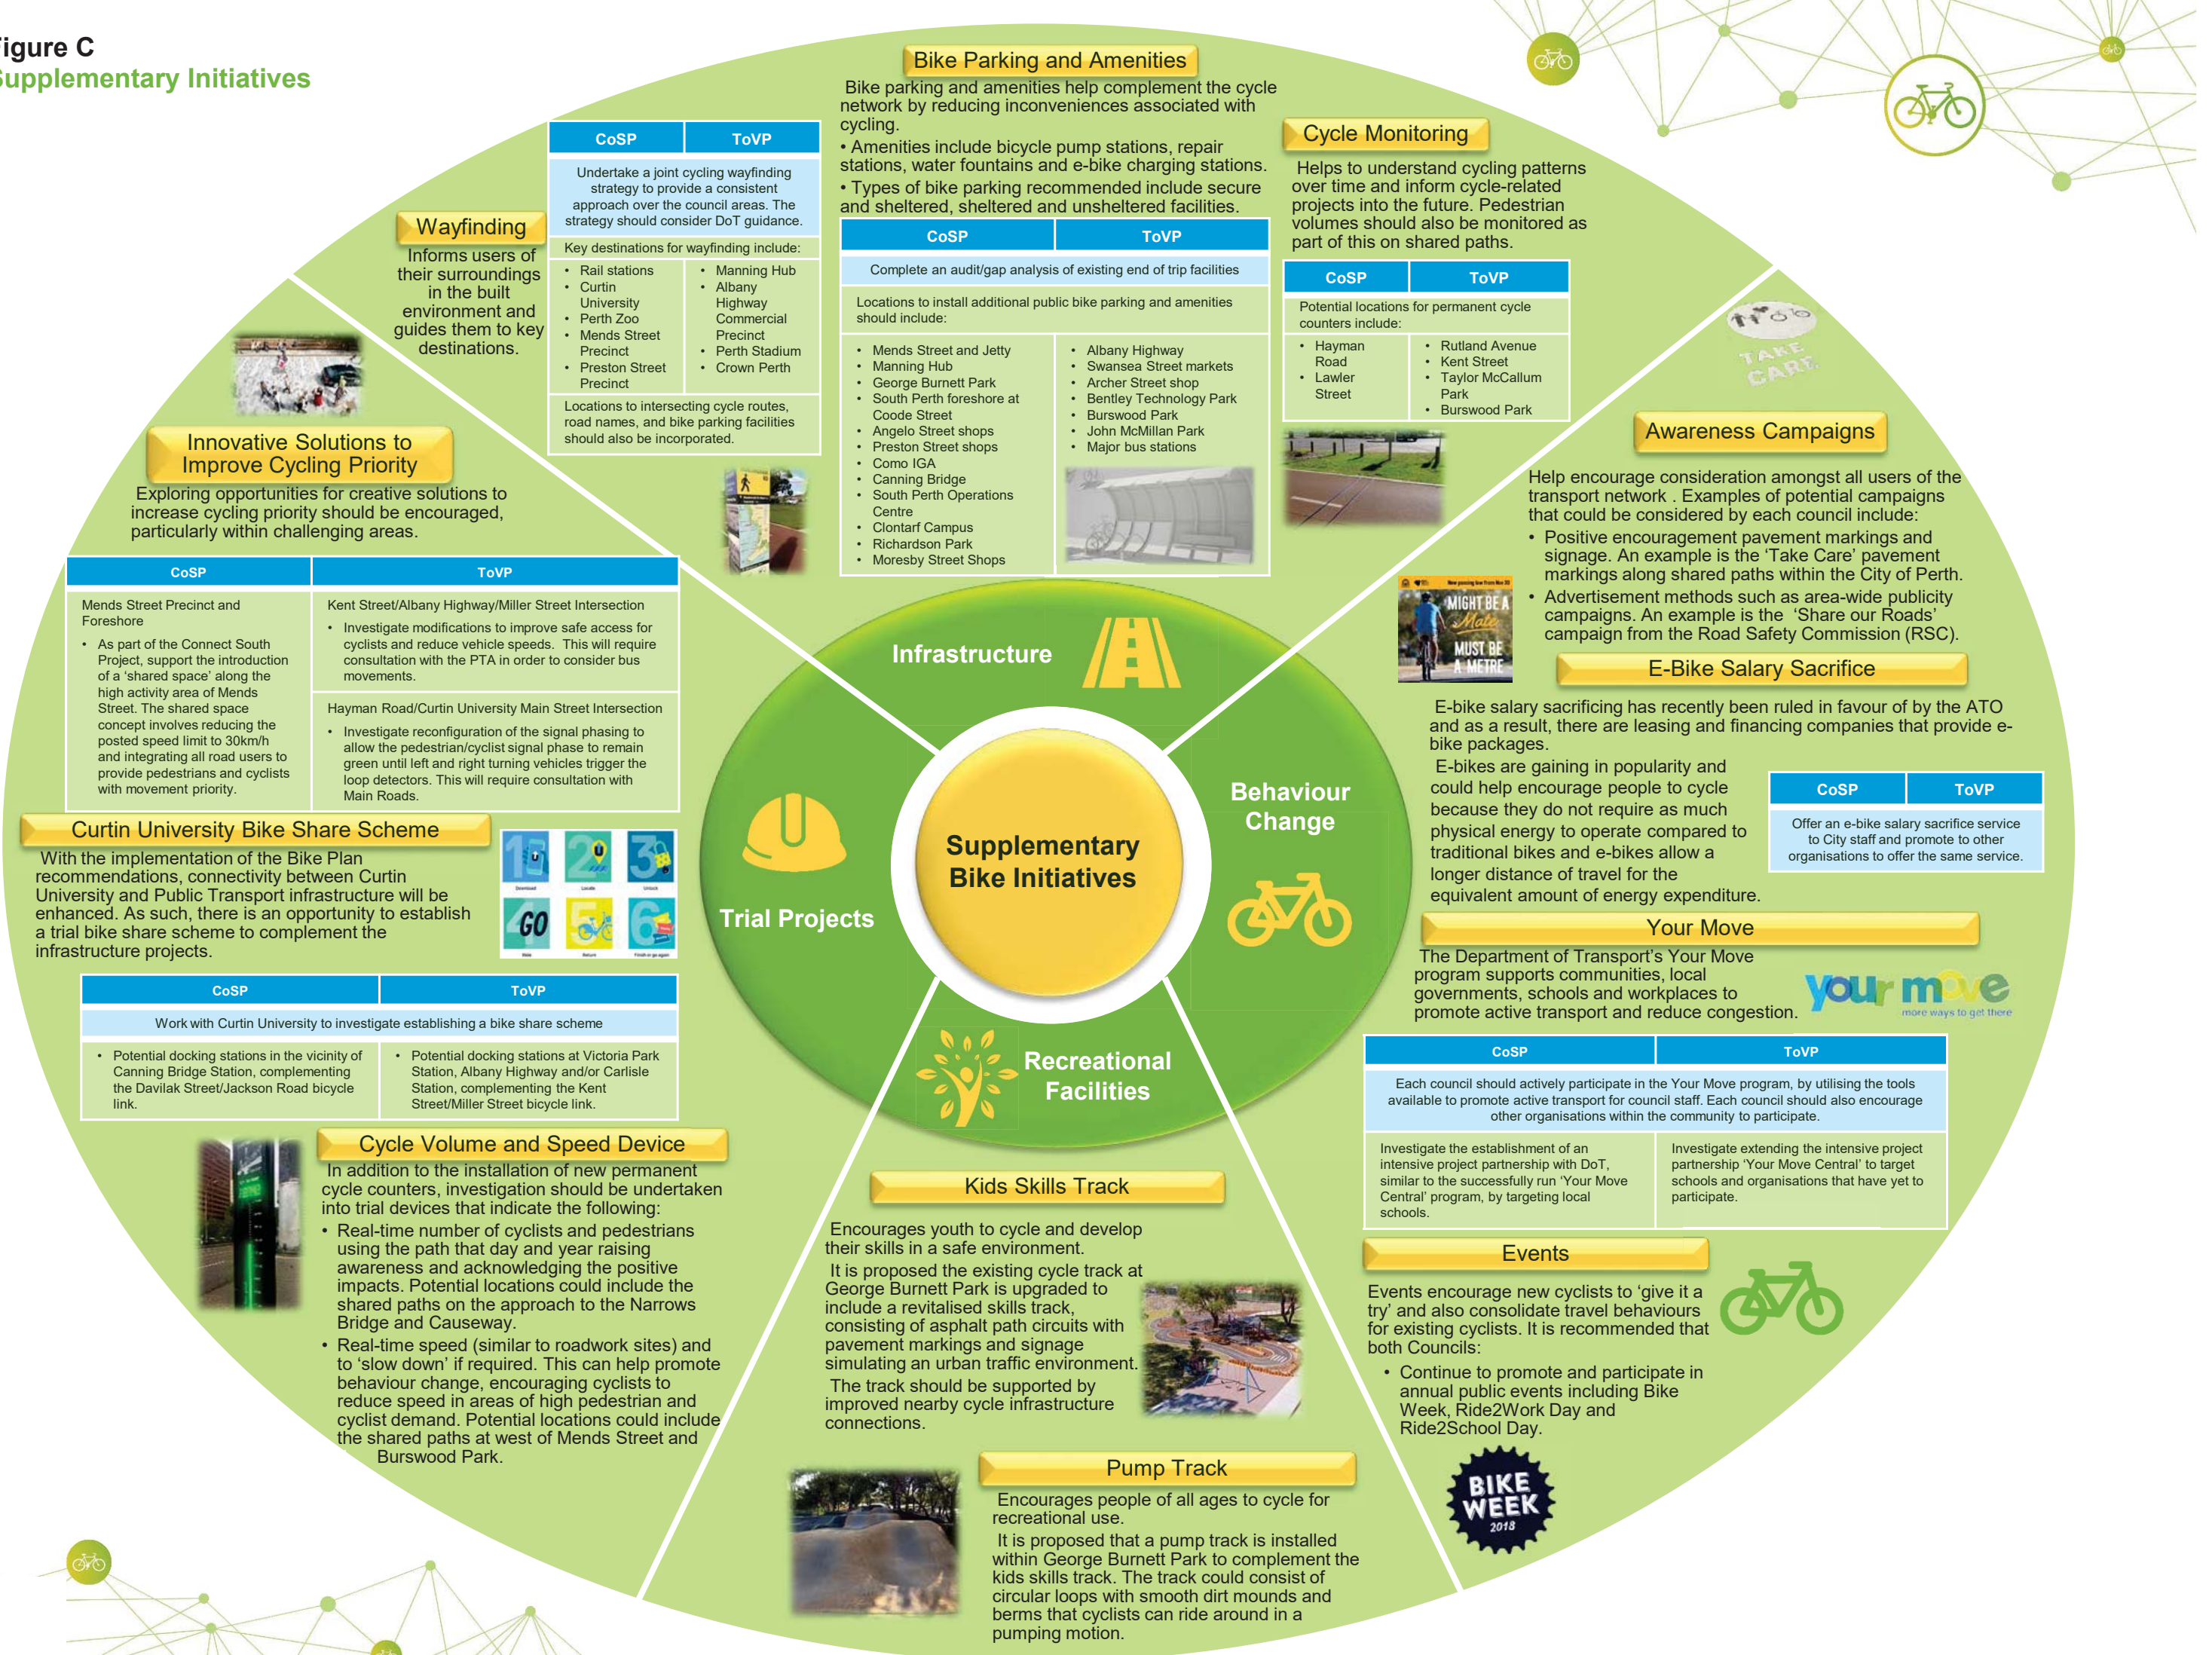 igure C
Supplementary Initiatives
Bike Parking and Amenities
Bike parking and amenities help complement the cycle
network by reducing inconveniences associated with
cycling.
• Amenities include bicycle pump stations, repair
stations, water fountains and e-bike charging stations.
• Types of bike parking recommended include secure
and sheltered, sheltered and unsheltered facilities.
CoSP ToVP
Complete an audit/gap analysis of existing end of trip facilities
Locations to install additional public bike parking and amenities
should include:
• Mends Street and Jetty
• Manning Hub
• George Burnett Park
• South Perth foreshore at
Coode Street
• Angelo Street shops
• Preston Street shops
• Como IGA
• Canning Bridge
• South Perth Operations
Centre
• Clontarf Campus
• Richardson Park
• Moresby Street Shops
• Albany Highway
• Swansea Street markets
• Archer Street shop
• Bentley Technology Park
• Burswood Park
• John McMillan Park
• Major bus stations
Wayfinding
Informs users of
their surroundings
in the built
environment and
guides them to key
destinations.
CoSP ToVP
Undertake a joint cycling wayfinding
strategy to provide a consistent
approach over the council areas. The
strategy should consider DoT guidance.
Key destinations for wayfinding include:
• Rail stations
• Curtin
University
• Perth Zoo
• Mends Street
Precinct
• Preston Street
Precinct
• Manning Hub
• Albany
Highway
Commercial
Precinct
• Perth Stadium
• Crown Perth
Locations to intersecting cycle routes,
road names, and bike parking facilities
should also be incorporated.
Cycle Monitoring
Helps to understand cycling patterns
over time and inform cycle-related
projects into the future. Pedestrian
volumes should also be monitored as
part of this on shared paths.
CoSP ToVP
Potential locations for permanent cycle
counters include:
• Hayman
Road
• Lawler
Street
• Rutland Avenue
• Kent Street
• Taylor McCallum
Park
• Burswood Park
TAKE
CARE
Awareness Campaigns
Help encourage consideration amongst all users of the
transport network . Examples of potential campaigns
that could be considered by each council include:
• Positive encouragement pavement markings and
signage. An example is the ‘Take Care’ pavement
markings along shared paths within the City of Perth.
• Advertisement methods such as area-wide publicity
campaigns. An example is the ‘Share our Roads’
campaign from the Road Safety Commission (RSC).
New passing law from Nov 30
MIGHT BE A
Mate
MUST BE
A METRE
E-Bike Salary Sacrifice
E-bike salary sacrificing has recently been ruled in favour of by the ATO
and as a result, there are leasing and financing companies that provide e-
bike packages.
E-bikes are gaining in popularity and
could help encourage people to cycle
because they do not require as much
physical energy to operate compared to
traditional bikes and e-bikes allow a
longer distance of travel for the
equivalent amount of energy expenditure.
CoSP ToVP
Offer an e-bike salary sacrifice service
to City staff and promote to other
organisations to offer the same service.
Your Move
The Department of Transport’s Your Move
program supports communities, local
governments, schools and workplaces to
promote active transport and reduce congestion.
your move
more ways to get there
CoSP ToVP
Each council should actively participate in the Your Move program, by utilising the tools
available to promote active transport for council staff. Each council should also encourage
other organisations within the community to participate.
Investigate the establishment of an
intensive project partnership with DoT,
similar to the successfully run ‘Your Move
Central’ program, by targeting local
schools.
Investigate extending the intensive project
partnership ‘Your Move Central’ to target
schools and organisations that have yet to
participate.
Events
Events encourage new cyclists to ‘give it a
try’ and also consolidate travel behaviours
for existing cyclists. It is recommended that
both Councils:
• Continue to promote and participate in
annual public events including Bike
Week, Ride2Work Day and
Ride2School Day.
BIKE
WEEK
2018
Innovative Solutions to
Improve Cycling Priority
Exploring opportunities for creative solutions to
increase cycling priority should be encouraged,
particularly within challenging areas.
CoSP ToVP
Mends Street Precinct and
Foreshore
• As part of the Connect South
Project, support the introduction
of a ‘shared space’ along the
high activity area of Mends
Street. The shared space
concept involves reducing the
posted speed limit to 30km/h
and integrating all road users to
provide pedestrians and cyclists
with movement priority.
Kent Street/Albany Highway/Miller Street Intersection
• Investigate modifications to improve safe access for
cyclists and reduce vehicle speeds. This will require
consultation with the PTA in order to consider bus
movements.
Hayman Road/Curtin University Main Street Intersection
• Investigate reconfiguration of the signal phasing to
allow the pedestrian/cyclist signal phase to remain
green until left and right turning vehicles trigger the
loop detectors. This will require consultation with
Main Roads.
Curtin University Bike Share Scheme
With the implementation of the Bike Plan
recommendations, connectivity between Curtin
University and Public Transport infrastructure will be
enhanced. As such, there is an opportunity to establish
a trial bike share scheme to complement the
infrastructure projects.
1 2 3
Download Locate Unlock
4 GO 5 6
Ride Return Finish or go again
CoSP ToVP
Work with Curtin University to investigate establishing a bike share scheme
• Potential docking stations in the vicinity of
Canning Bridge Station, complementing
the Davilak Street/Jackson Road bicycle
link.
• Potential docking stations at Victoria Park
Station, Albany Highway and/or Carlisle
Station, complementing the Kent
Street/Miller Street bicycle link.
Cycle Volume and Speed Device
In addition to the installation of new permanent
cycle counters, investigation should be undertaken
into trial devices that indicate the following:
• Real-time number of cyclists and pedestrians
using the path that day and year raising
awareness and acknowledging the positive
impacts. Potential locations could include the
shared paths on the approach to the Narrows
Bridge and Causeway.
• Real-time speed (similar to roadwork sites) and
to ‘slow down’ if required. This can help promote
behaviour change, encouraging cyclists to
reduce speed in areas of high pedestrian and
cyclist demand. Potential locations could include
the shared paths at west of Mends Street and
Burswood Park.
Infrastructure
Behaviour
Change
Supplementary
Bike Initiatives
Trial Projects
Recreational
Facilities
Kids Skills Track
Encourages youth to cycle and develop
their skills in a safe environment.
It is proposed the existing cycle track at
George Burnett Park is upgraded to
include a revitalised skills track,
consisting of asphalt path circuits with
pavement markings and signage
simulating an urban traffic environment.
The track should be supported by
improved nearby cycle infrastructure
connections.
Pump Track
Encourages people of all ages to cycle for
recreational use.
It is proposed that a pump track is installed
within George Burnett Park to complement the
kids skills track. The track could consist of
circular loops with smooth dirt mounds and
berms that cyclists can ride around in a
pumping motion.